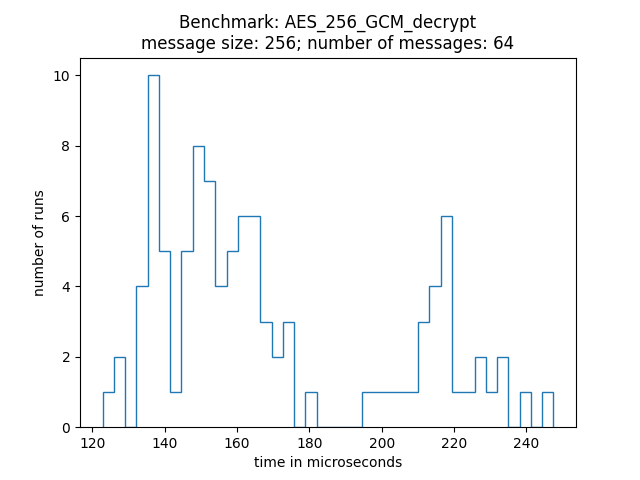 Benchmark: AES_256_GCM_decrypt
message size: 256; number of messages: 64
10
8
6
4
2
0
number of runs
120 140 160 180 200 220 240
time in microseconds